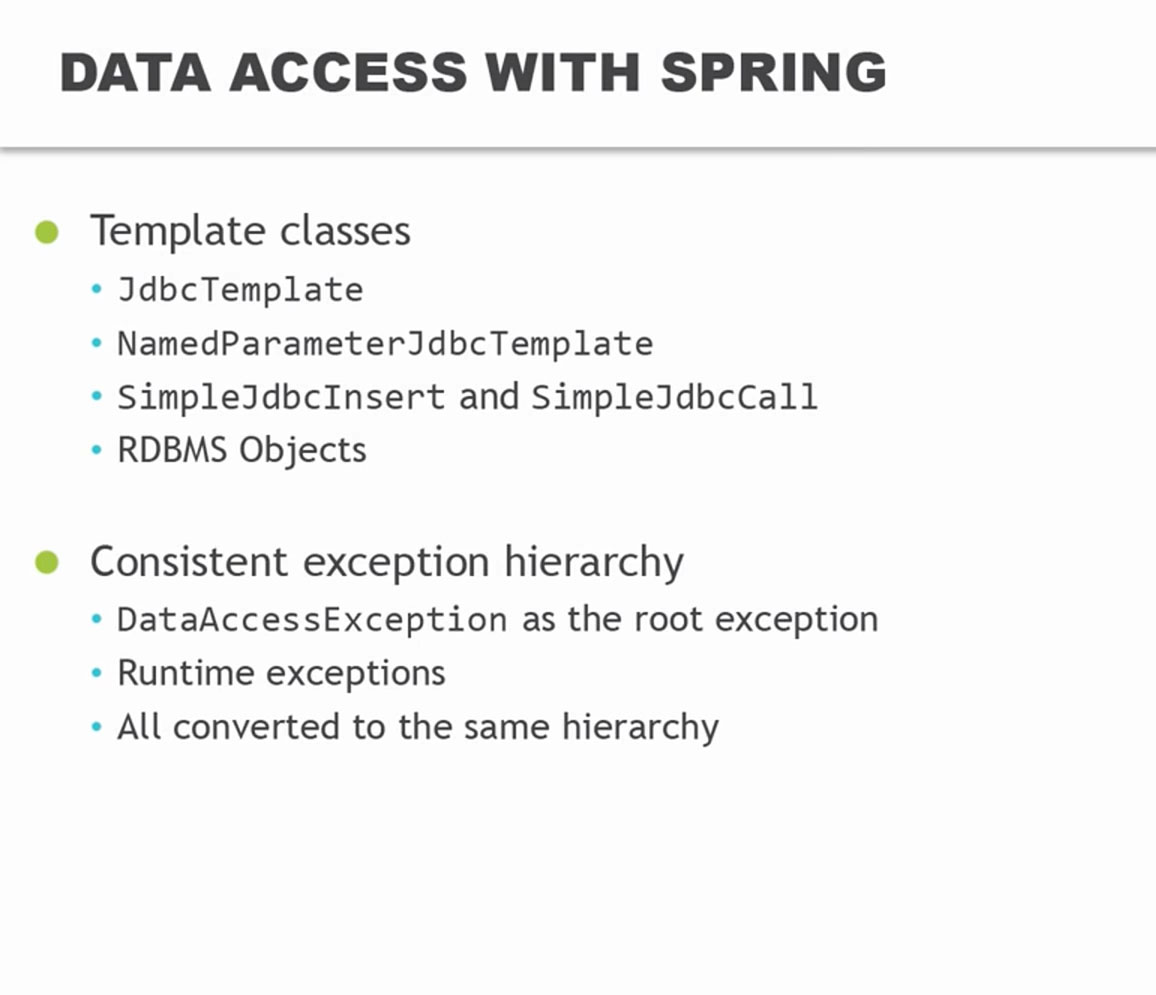 DATA ACCESS WITH SPRING
Template classes
JdbcTemplate
NamedParameterJdbcTemplate
SimpleJdbcInsert and SimpleJdbcCall
RDBMS Objects
Consistent exception hierarchy
DataAccessException as the root exception
Runtime exceptions
All converted to the same hierarchy